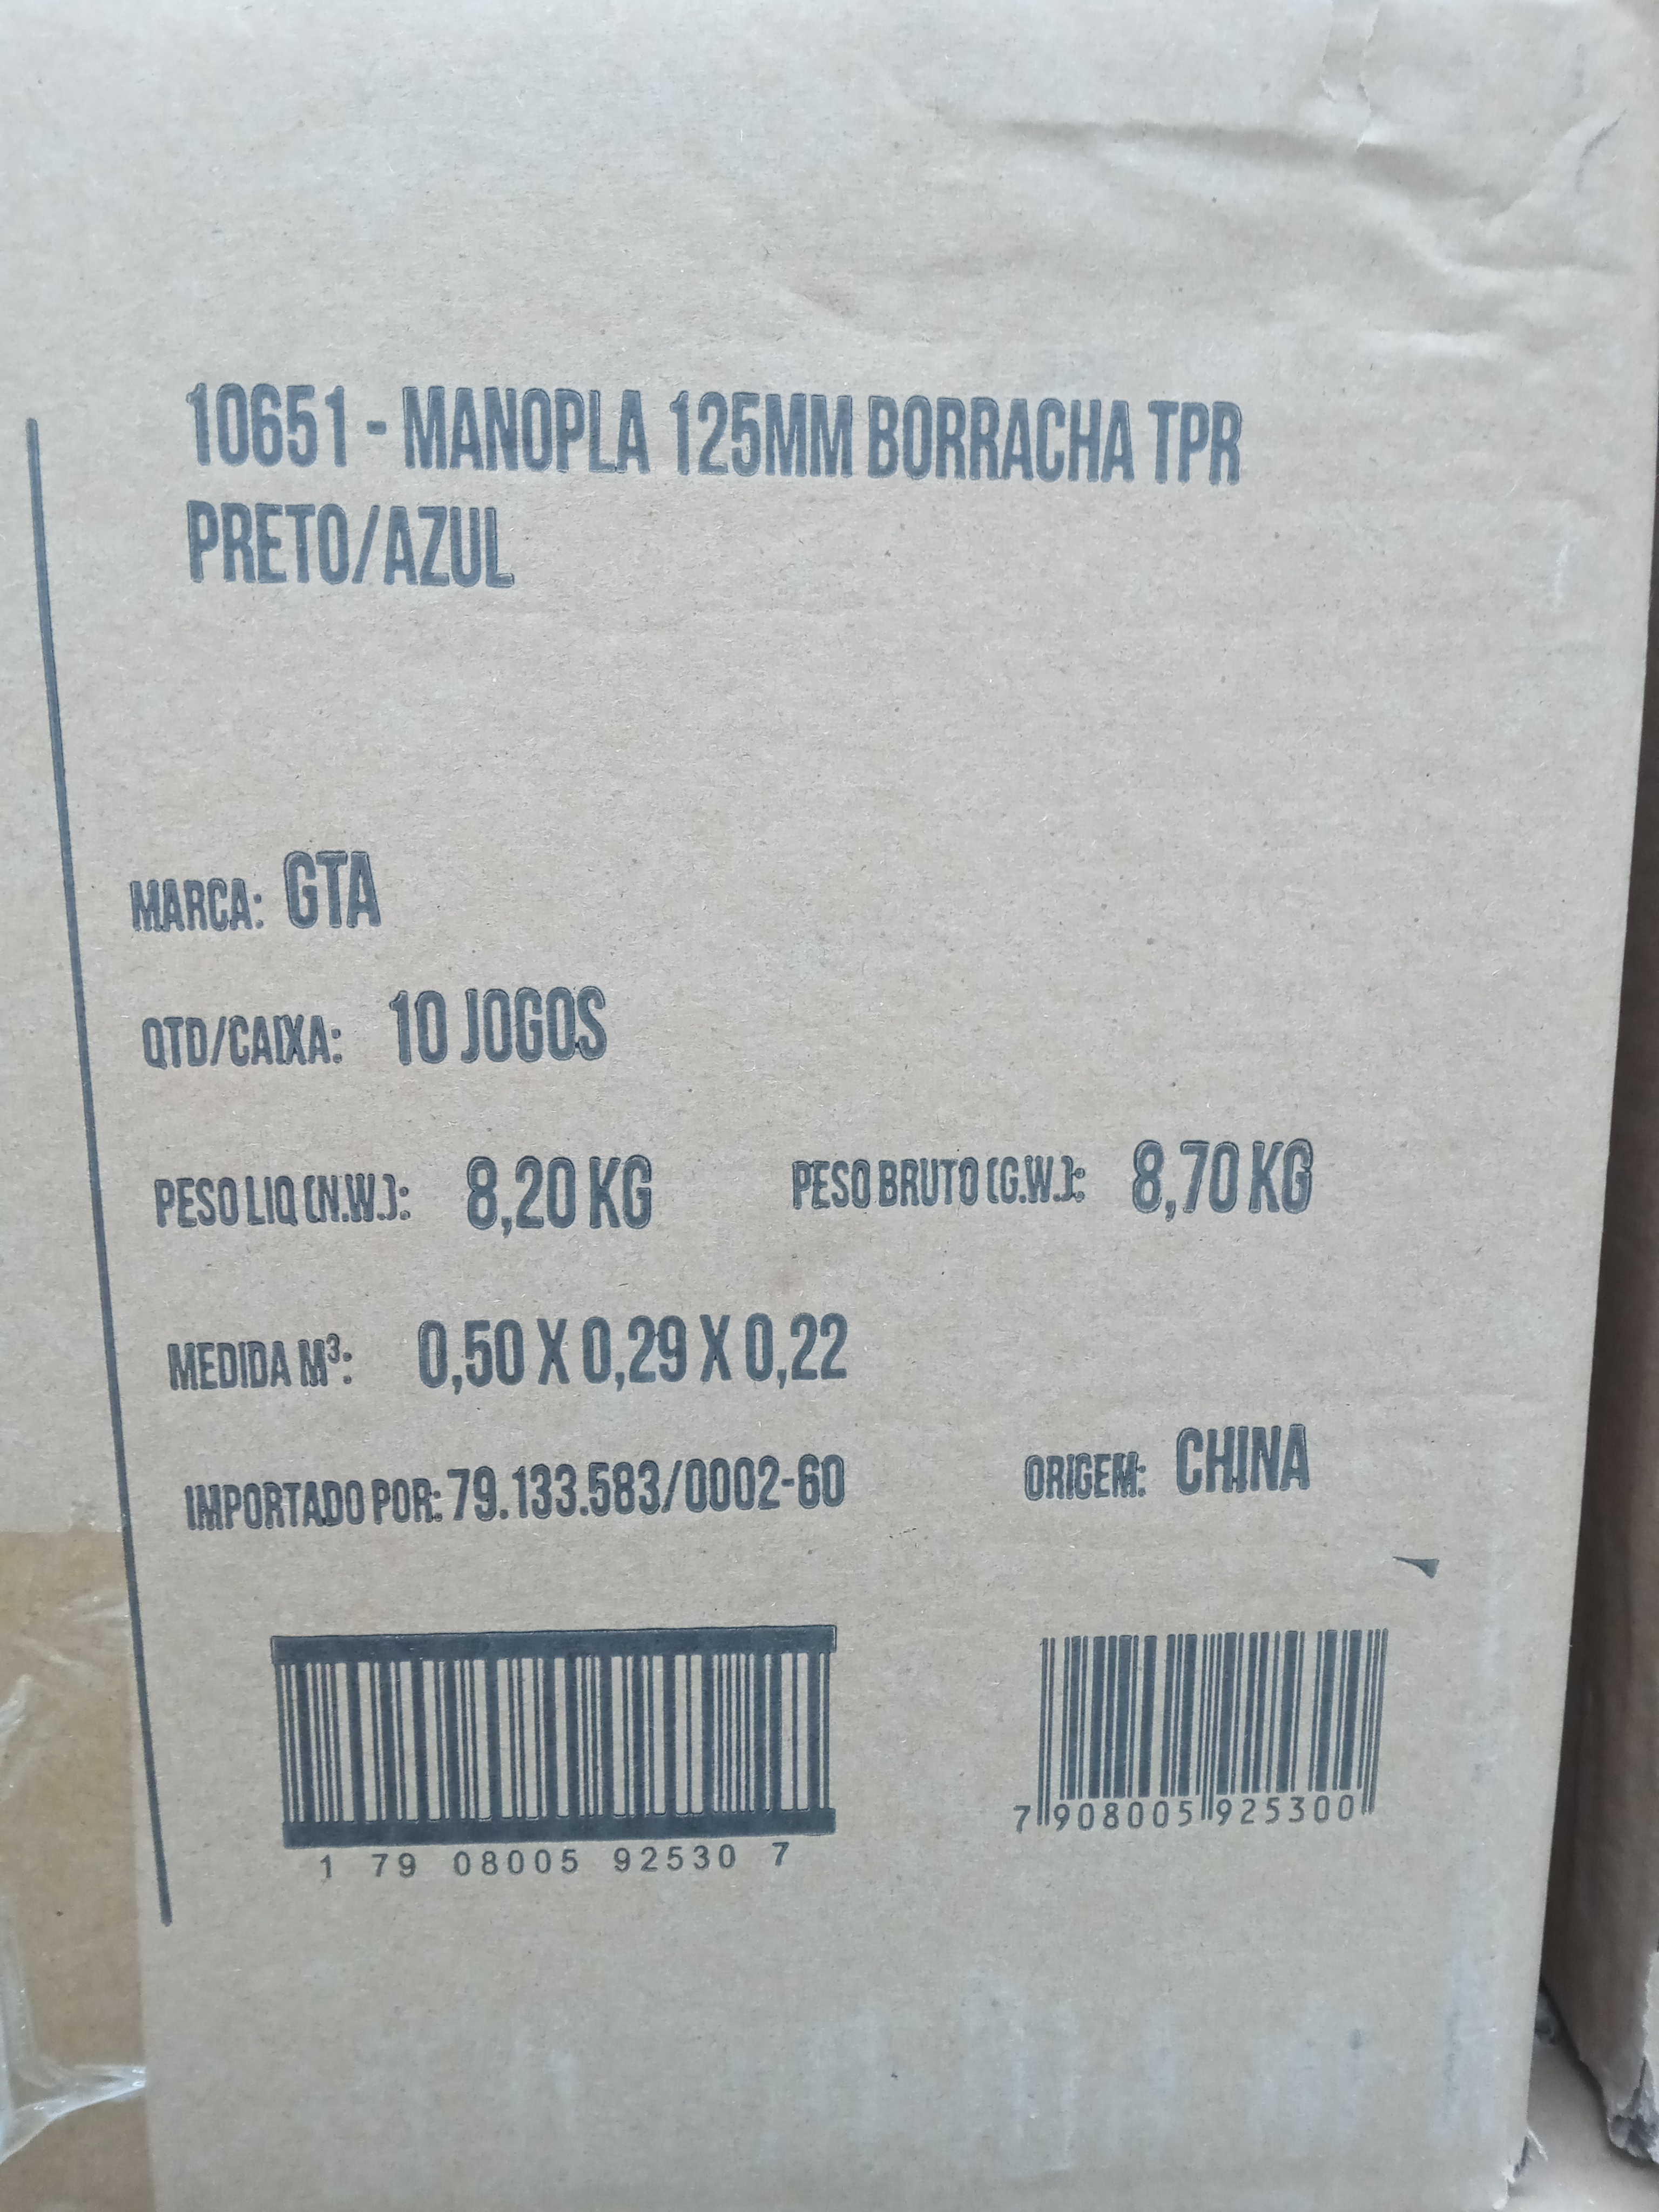 10651 - MANOPLA 125MM BORRACHA TPR
PRETO/AZUL
MARCA: GTA
QTD/CAIXA: 10 JOGOS
PESO LIQ (N.W.): 8,20 KG PESO BRUTO (G.W.): 8,70 KG
MEDIDA M³: 0,50 X 0,29 X 0,22
IMPORTADO POR: 79.133.583/0002-60 ORIGEM: CHINA
1 79 08005 92530 7
7 908005 925300